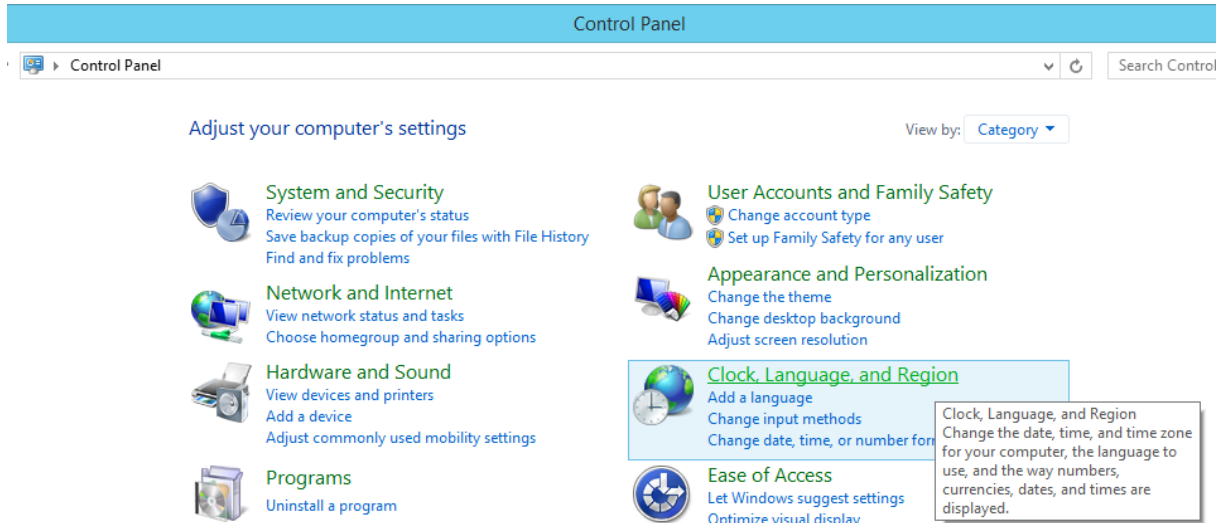 Control Panel
Control Panel
Search Control
Adjust your computer's settings
View by: Category
System and Security
Review your computer's status
Save backup copies of your files with File History
Find and fix problems
Network and Internet
View network status and tasks
Choose homegroup and sharing options
Hardware and Sound
View devices and printers
Add a device
Adjust commonly used mobility settings
Programs
Uninstall a program
User Accounts and Family Safety
Change account type
Set up Family Safety for any user
Appearance and Personalization
Change the theme
Change desktop background
Adjust screen resolution
Clock, Language, and Region
Add a language
Change input methods
Change date, time, or number for
Clock, Language, and Region
Change the date, time, and time zone
for your computer, the language to
use, and the way numbers,
currencies, dates, and times are
displayed.
Ease of Access
Let Windows suggest settings
Optimize visual display